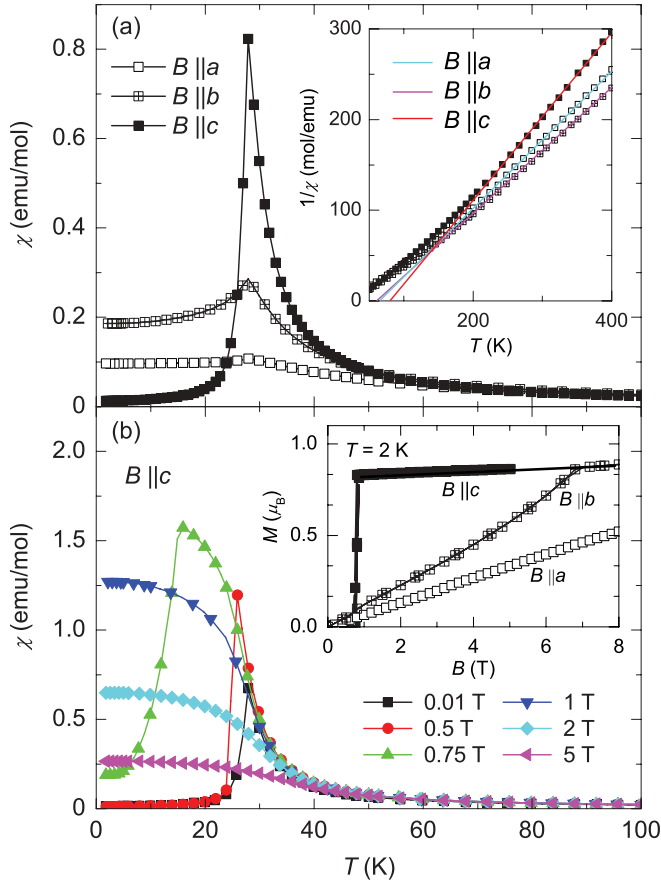 (a)
B ||a
B ||b
B ||c
χ (emu/mol)
0.8
0.6
0.4
0.2
0
B ||a
B ||b
B ||c
1/χ (mol/emu)
300
200
100
0
200
400
T (K)
(b)
B ||c
χ (emu/mol)
2.0
1.5
1.0
0.5
0
T = 2 K
M (μB)
1.0
0.5
0.0
B ||c
B ||b
B ||a
0 2 4 6 8
B (T)
0.01 T
0.5 T
0.75 T
1 T
2 T
5 T
0 20 40 60 80 100
T (K)